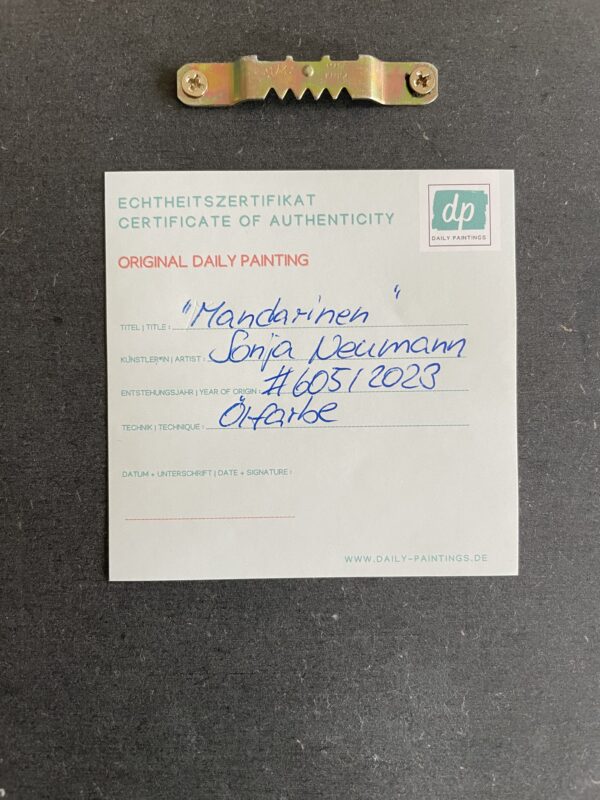 ECHTHEITSZERTIFIKAT
CERTIFICATE OF AUTHENTICITY
dp
DAILY PAINTINGS
ORIGINAL DAILY PAINTING
TITEL | TITLE : "Mandarinen"
KÜNSTLER*IN | ARTIST : Sonja Neumann
ENTSTEHUNGSJAHR | YEAR OF ORIGIN : #605/2023
TECHNIK | TECHNIQUE : Ölfarbe
DATUM + UNTERSCHRIFT | DATE + SIGNATURE :
WWW.DAILY-PAINTINGS.DE